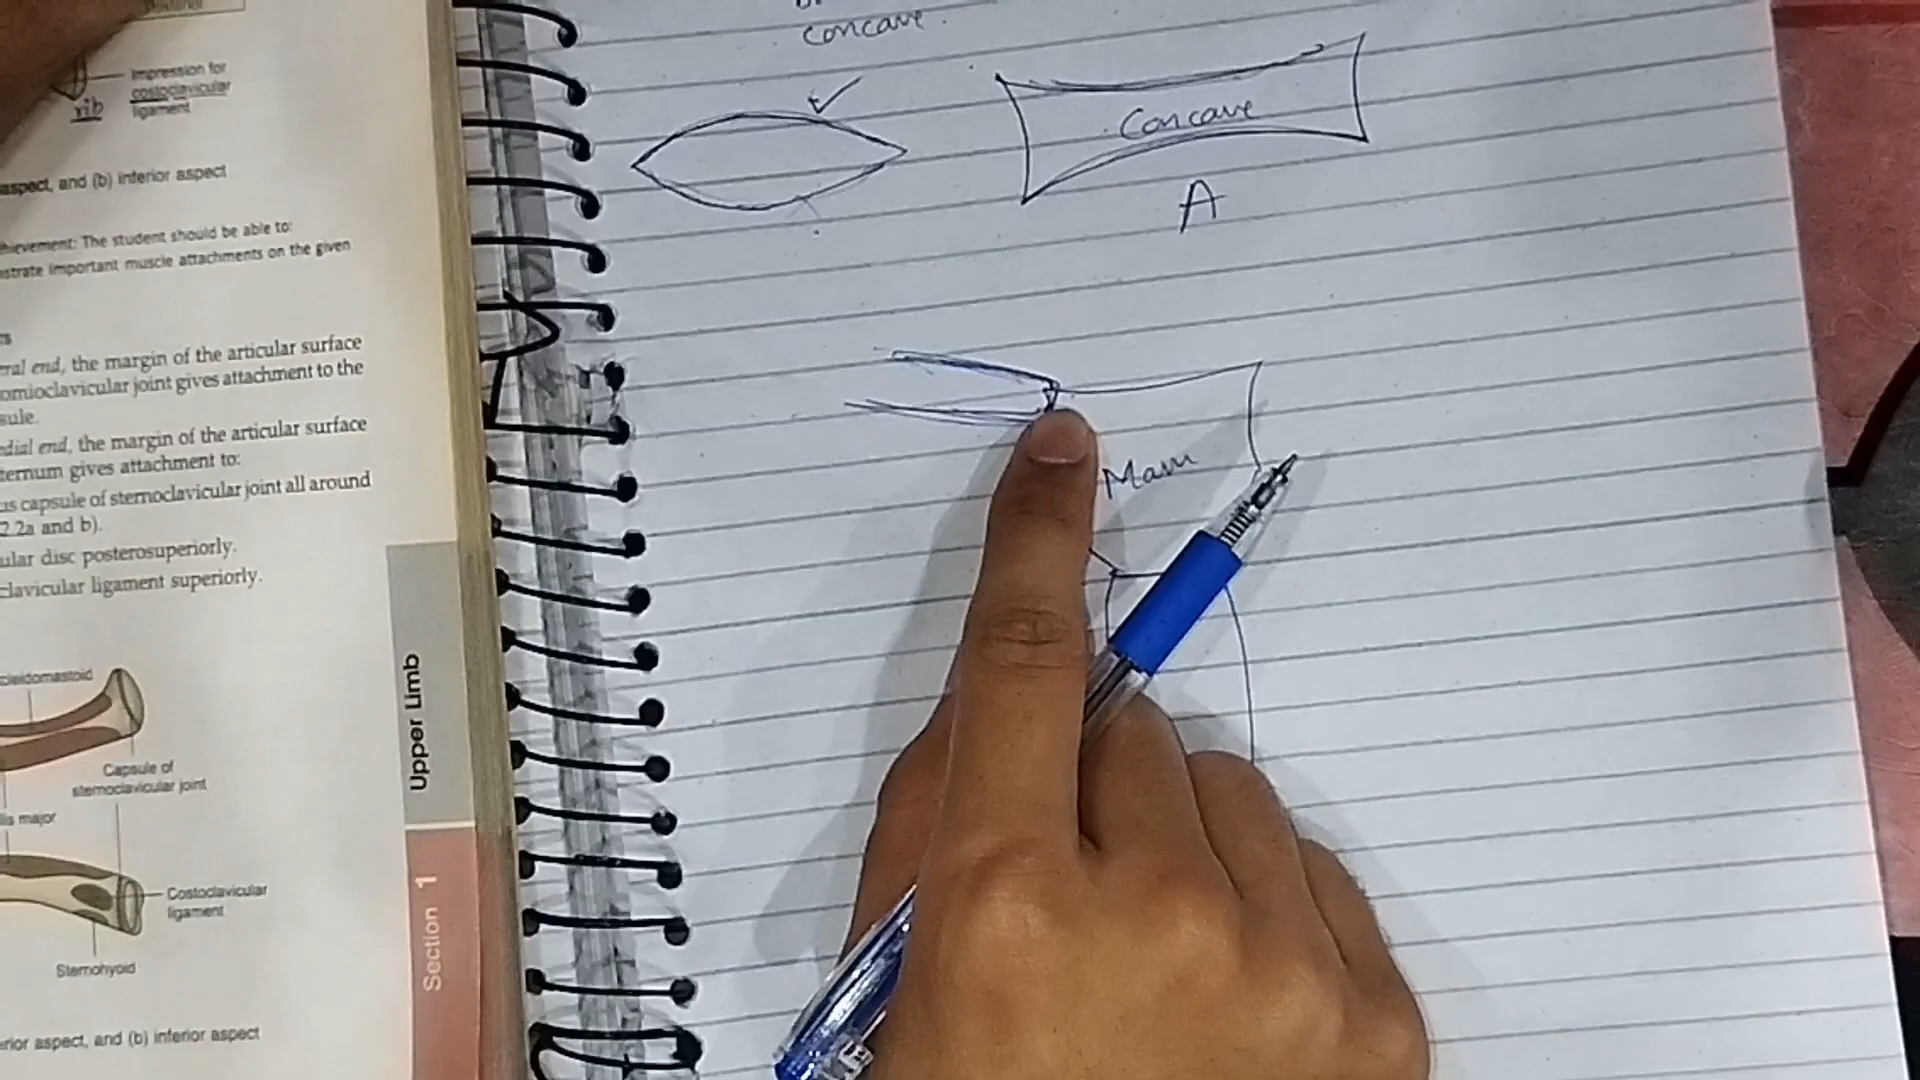 Impression for
costoclavicular
ligament
rib
aspect, and (b) inferior aspect
hievement: The student should be able to:
nstrate important muscle attachments on the given
eral end, the margin of the articular surface
omioclavicular joint gives attachment to the
sule.
edial end, the margin of the articular surface
ternum gives attachment to:
us capsule of sternoclavicular joint all around
2.2a and b).
ular disc posterosuperiorly.
clavicular ligament superiorly.
cleidomastoid
Capsule of
sternoclavicular joint
lis major
Costoclavicular
ligament
Sternohyoid
erior aspect, and (b) inferior aspect
Upper Limb
Section 1
concave
Concave
A
Manu